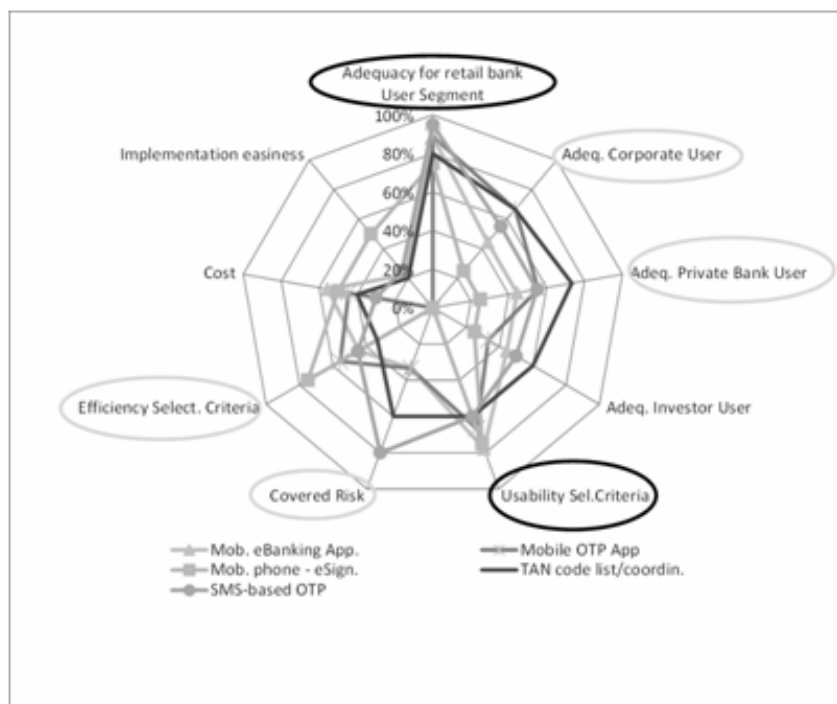 Adequacy for retail bank
User Segment
100%
Implementation easiness
80%
Adeq. Corporate User
60%
40%
Cost
20%
Adeq. Private Bank User
0%
Efficiency Select. Criteria
Adeq. Investor User
Covered Risk
Usability Sel.Criteria
Mob. eBanking App.
Mobile OTP App
Mob. phone - eSign.
TAN code list/coordin.
SMS-based OTP